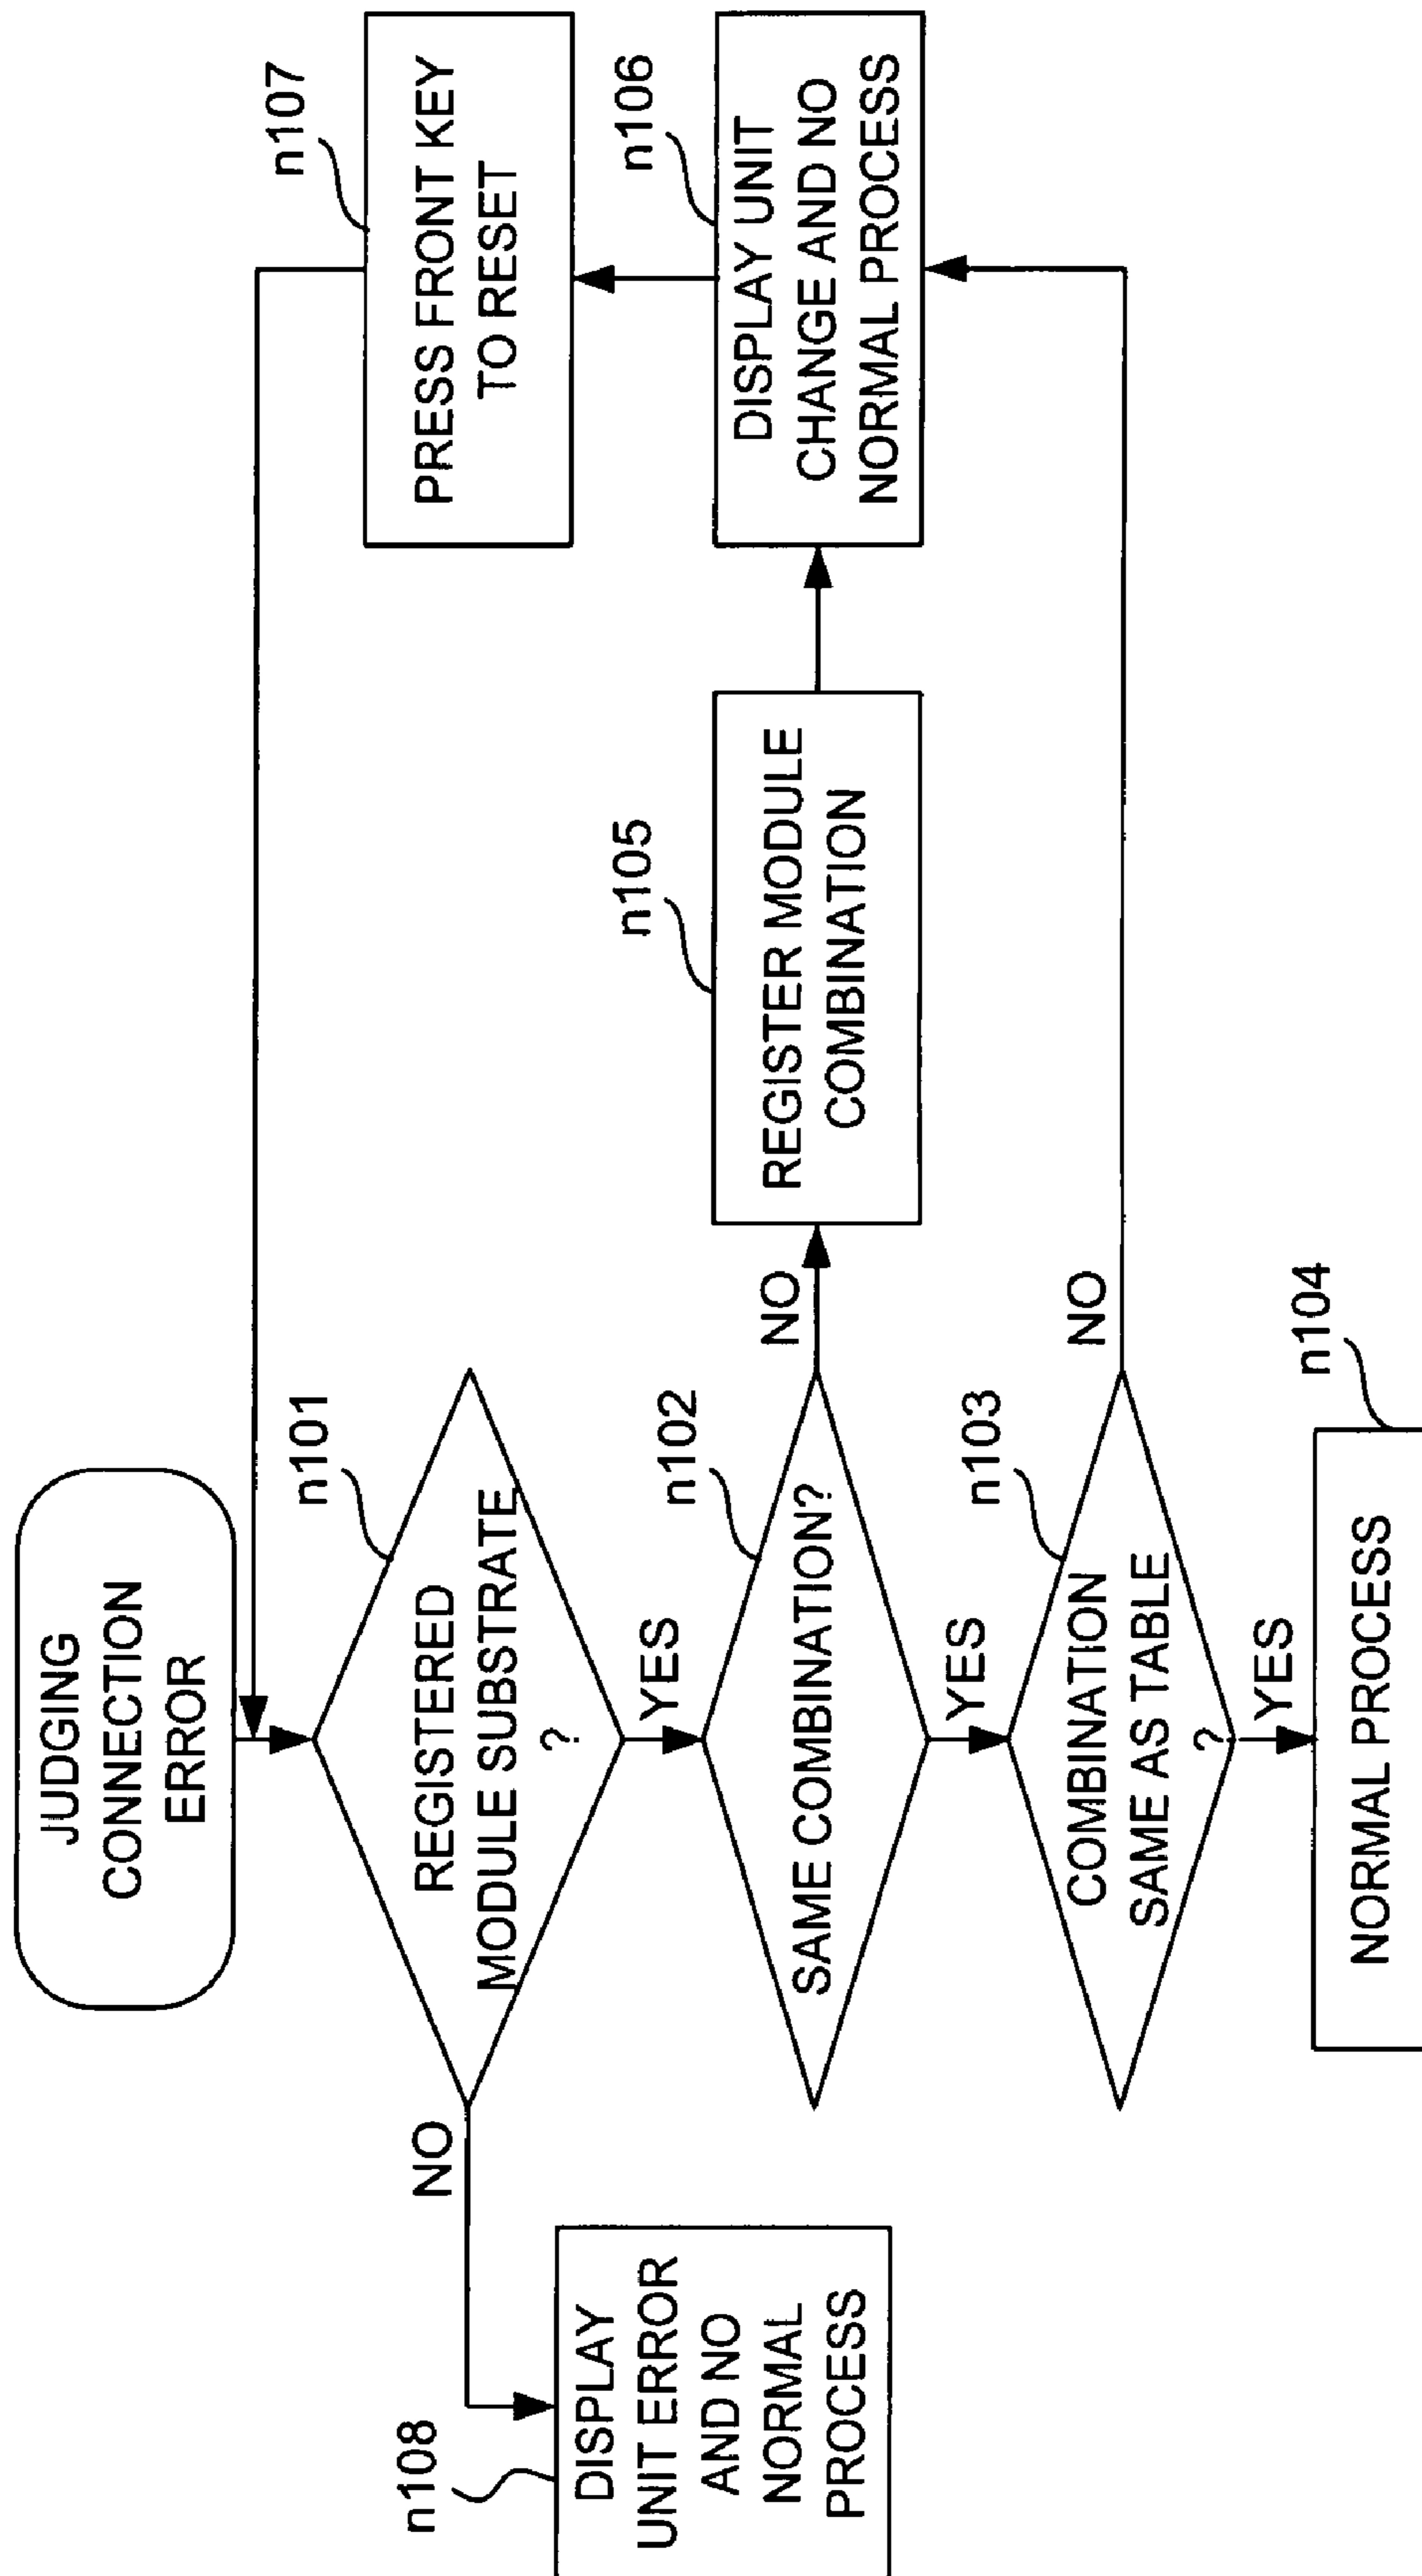 JUDGING
CONNECTION
ERROR
n101
REGISTERED
MODULE SUBSTRATE
?
NO
YES
n108
DISPLAY
UNIT ERROR
AND NO
NORMAL
PROCESS
n102
SAME COMBINATION?
NO
YES
n103
COMBINATION
SAME AS TABLE
?
NO
YES
n104
NORMAL PROCESS
n105
REGISTER MODULE
COMBINATION
n106
DISPLAY UNIT
CHANGE AND NO
NORMAL PROCESS
n107
PRESS FRONT KEY
TO RESET